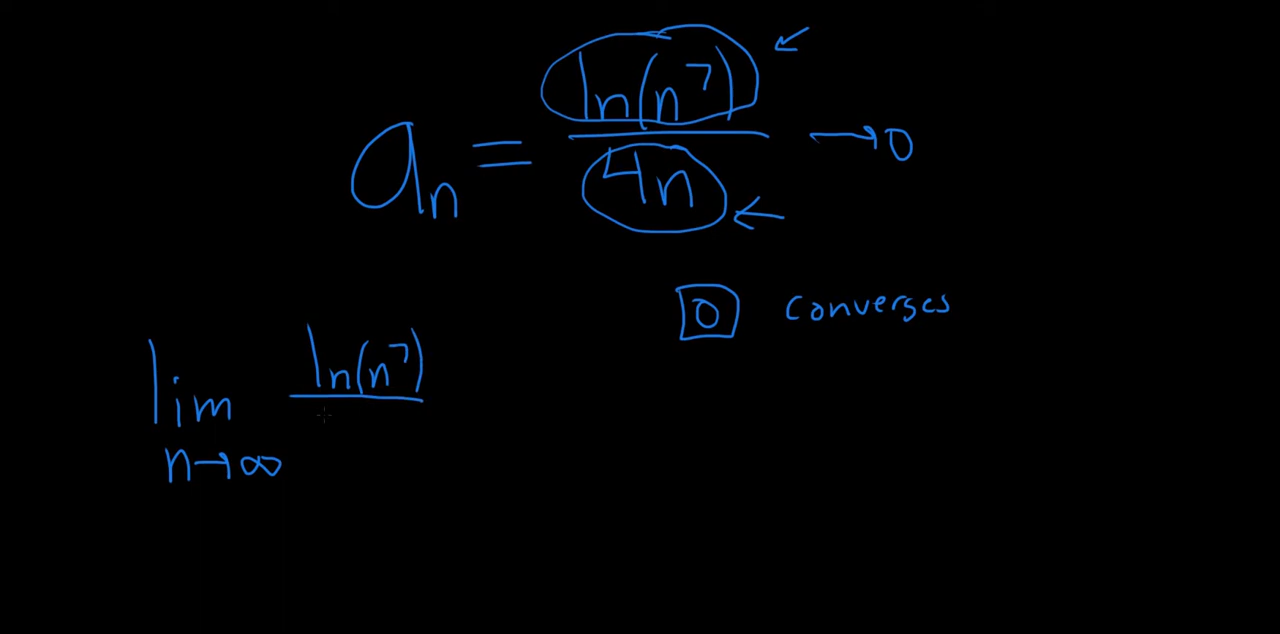 aₙ = ln(n⁷) / 4n → 0
0 converges
lim n→∞ ln(n⁷)